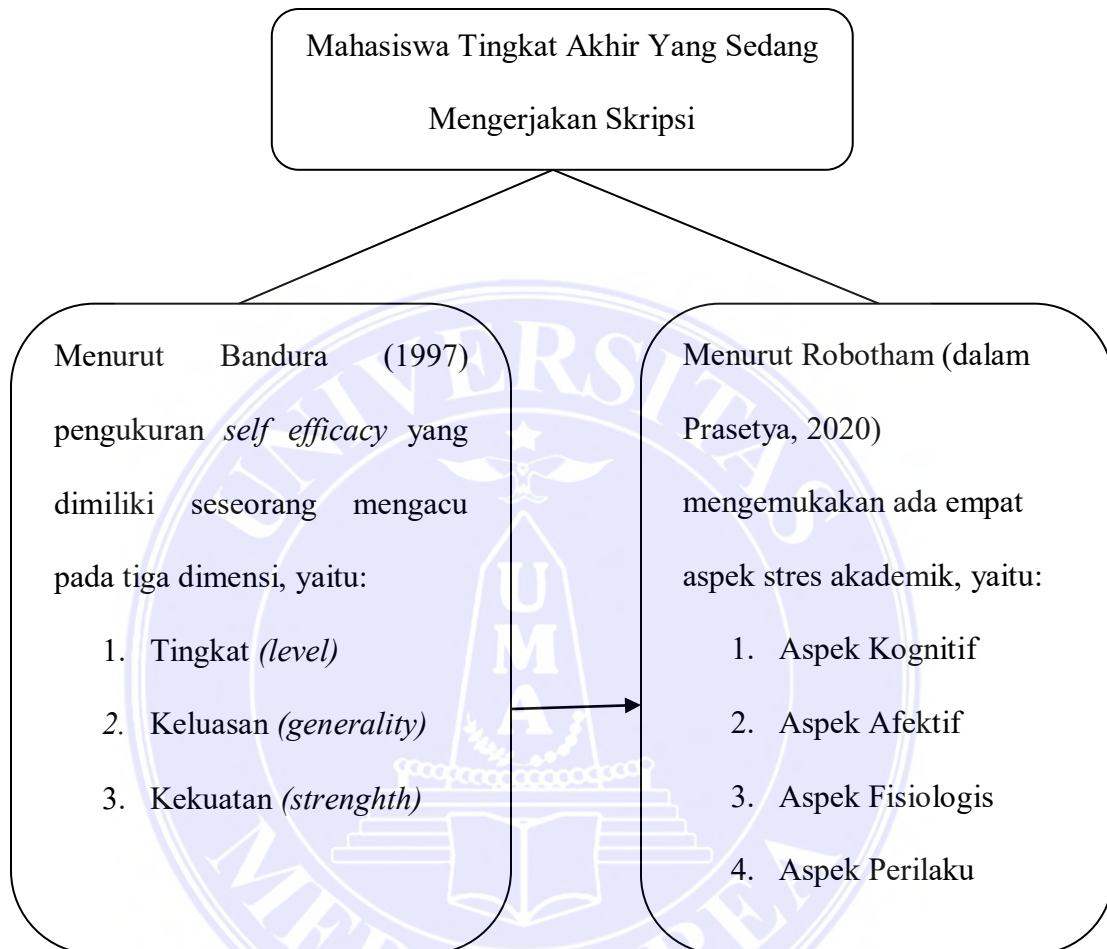 Mahasiswa Tingkat Akhir Yang Sedang
Mengerjakan Skripsi
Menurut Bandura (1997)
pengukuran self efficacy yang
dimiliki seseorang mengacu
pada tiga dimensi, yaitu:
1. Tingkat (level)
2. Keluasan (generality)
3. Kekuatan (strenghth)
Menurut Robotham (dalam
Prasetya, 2020)
mengemukakan ada empat
aspek stres akademik, yaitu:
1. Aspek Kognitif
2. Aspek Afektif
3. Aspek Fisiologis
4. Aspek Perilaku
UNIVERSITAS
UMA